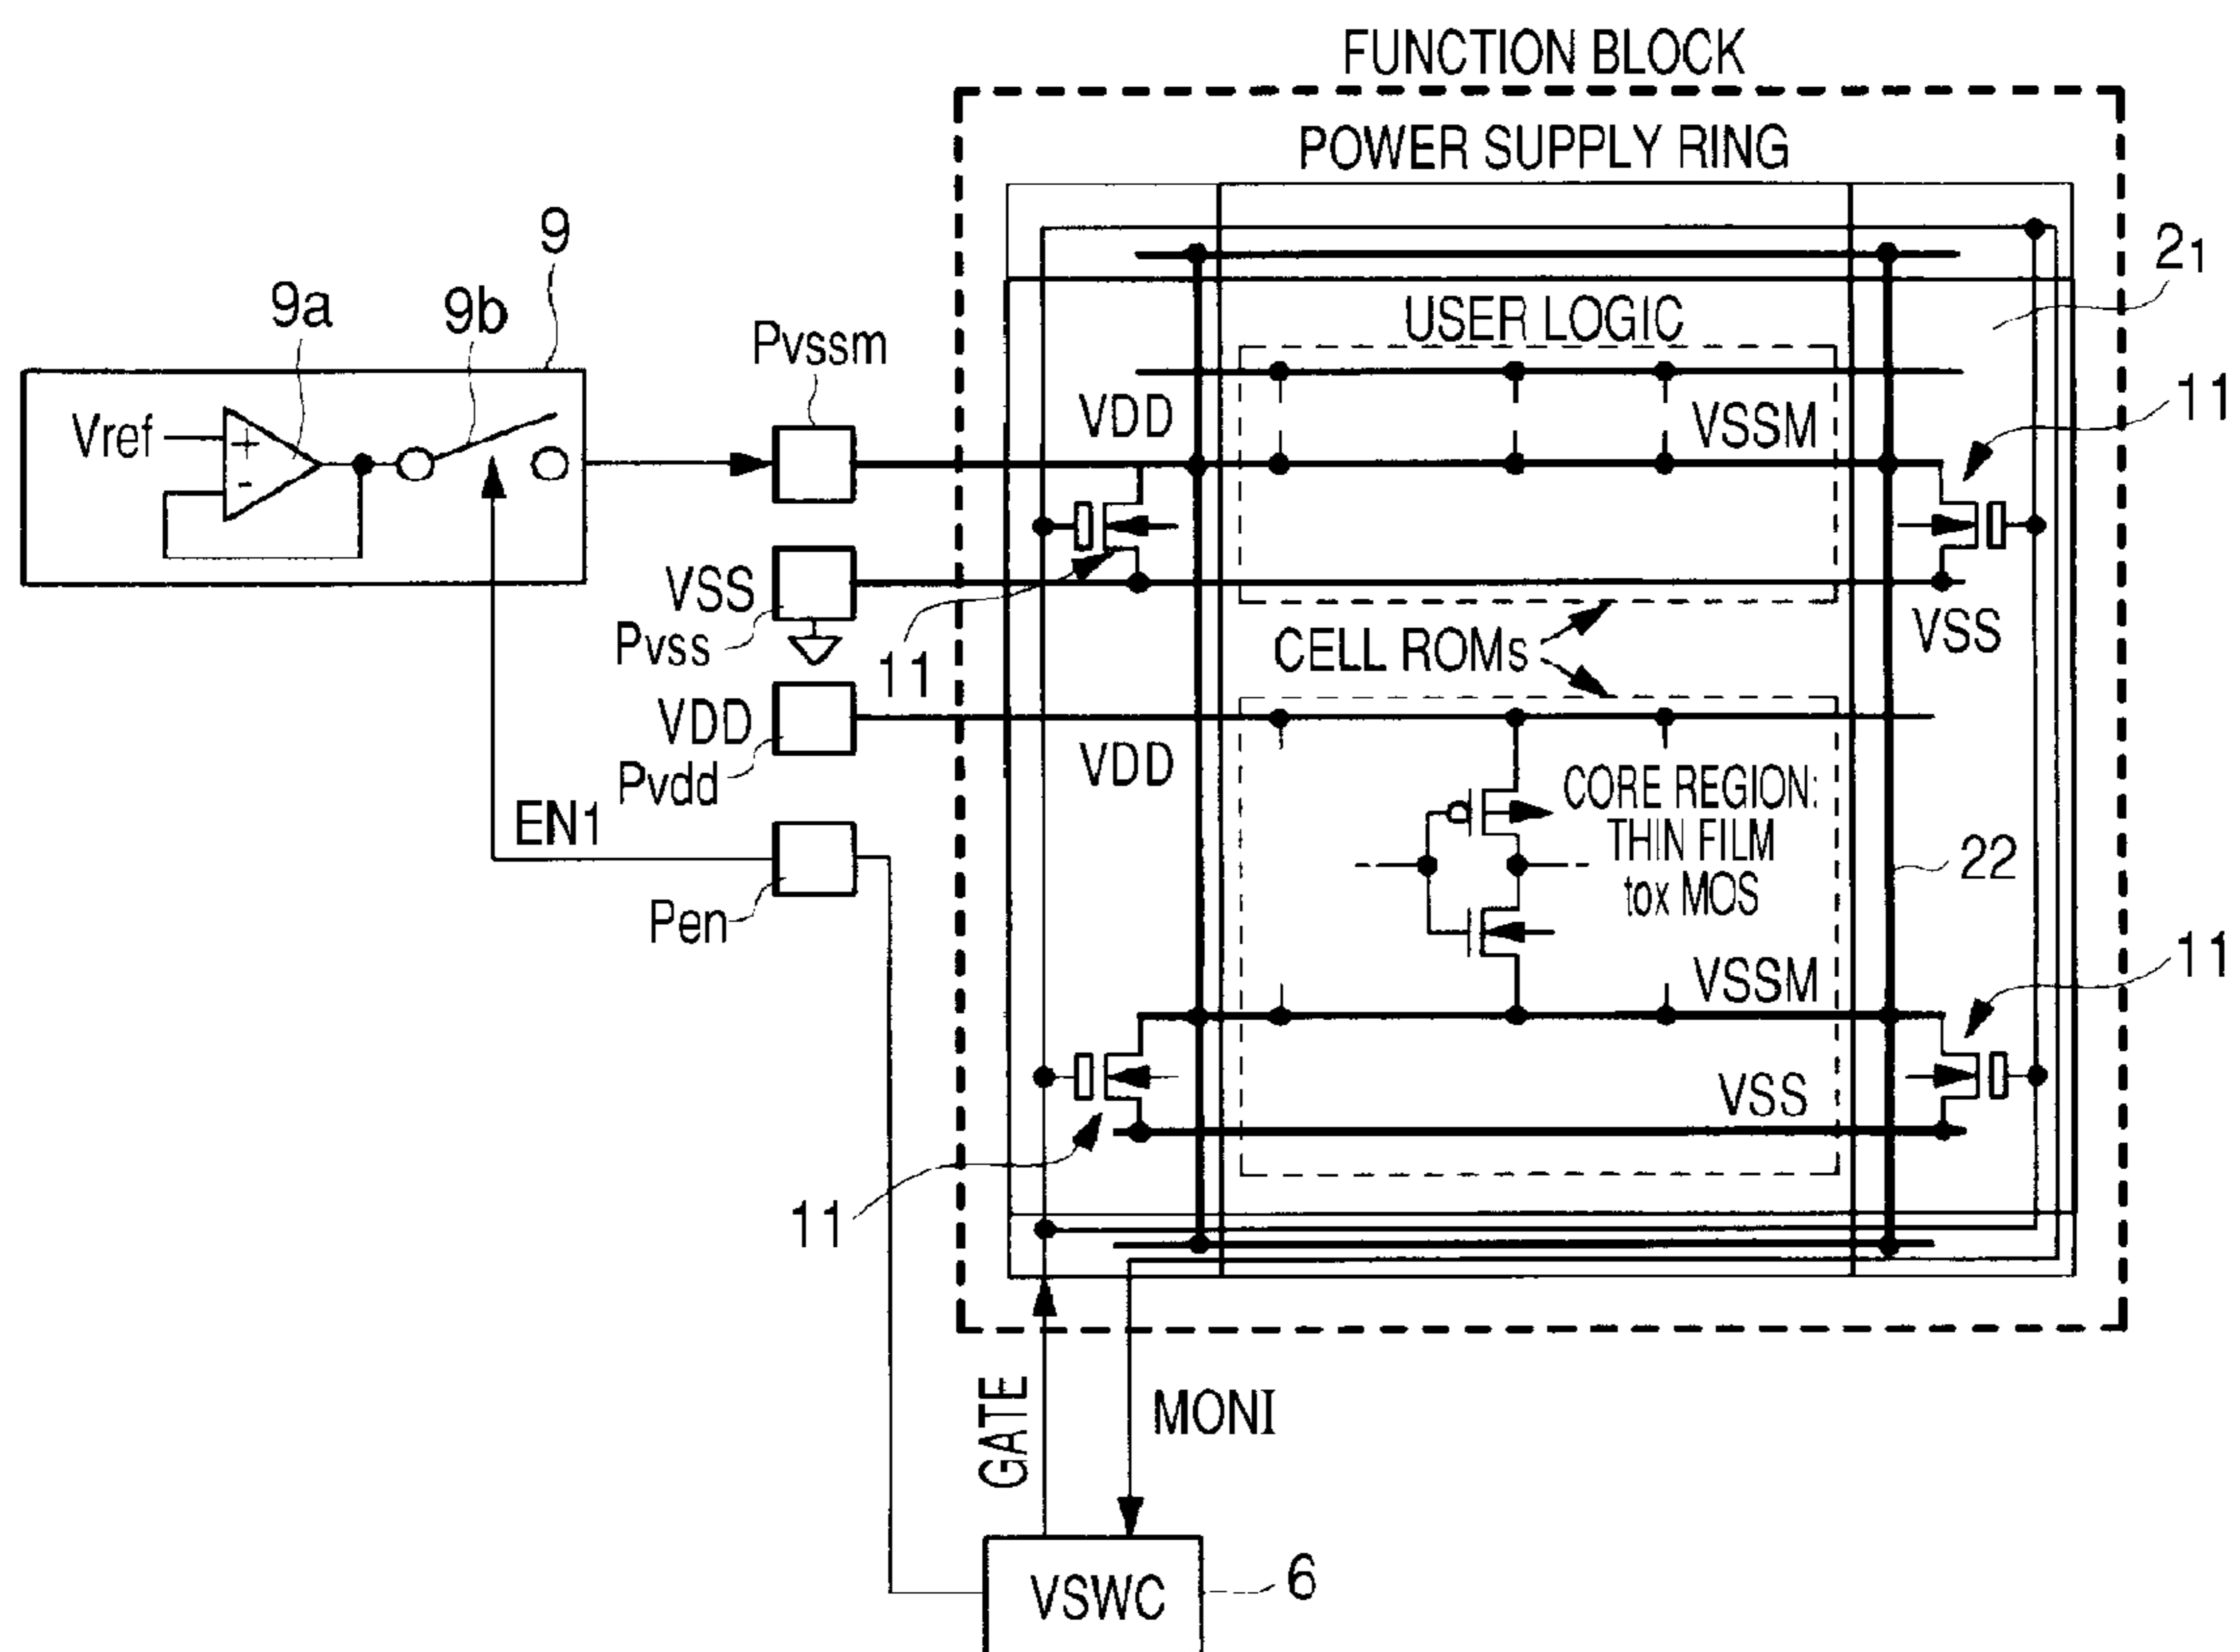 FUNCTION BLOCK
POWER SUPPLY RING
9
9a
9b
Vref
+
-
Pvssm
21
USER LOGIC
11
VDD
VSSM
VSS
Pvss
11
CELL ROMs
VSS
VDD
Pvdd
VDD
CORE REGION:
THIN FILM
tox MOS
EN1
Pen
22
VSSM
11
VSS
11
GATE
MONI
VSWC
6